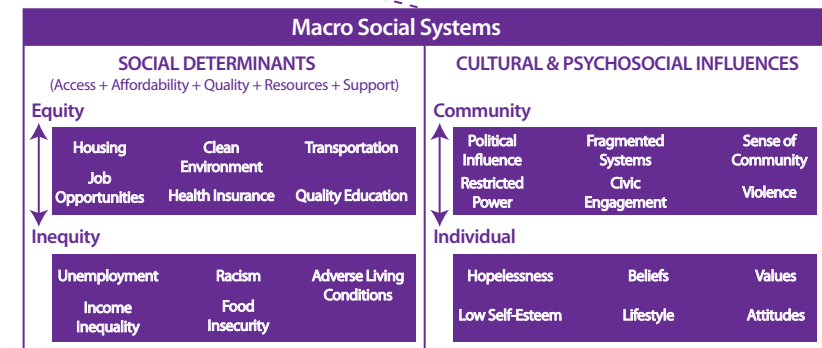 Macro Social Systems
SOCIAL DETERMINANTS
(Access + Affordability + Quality + Resources + Support)
Equity
Housing
Clean
Environment
Transportation
Job
Opportunities
Health Insurance
Quality Education
Inequity
Unemployment
Racism
Adverse Living
Conditions
Income
Inequality
Food
Insecurity
CULTURAL & PSYCHOSOCIAL INFLUENCES
Community
Political
Influence
Fragmented
Systems
Sense of
Community
Restricted
Power
Civic
Engagement
Violence
Individual
Hopelessness
Beliefs
Values
Low Self-Esteem
Lifestyle
Attitudes